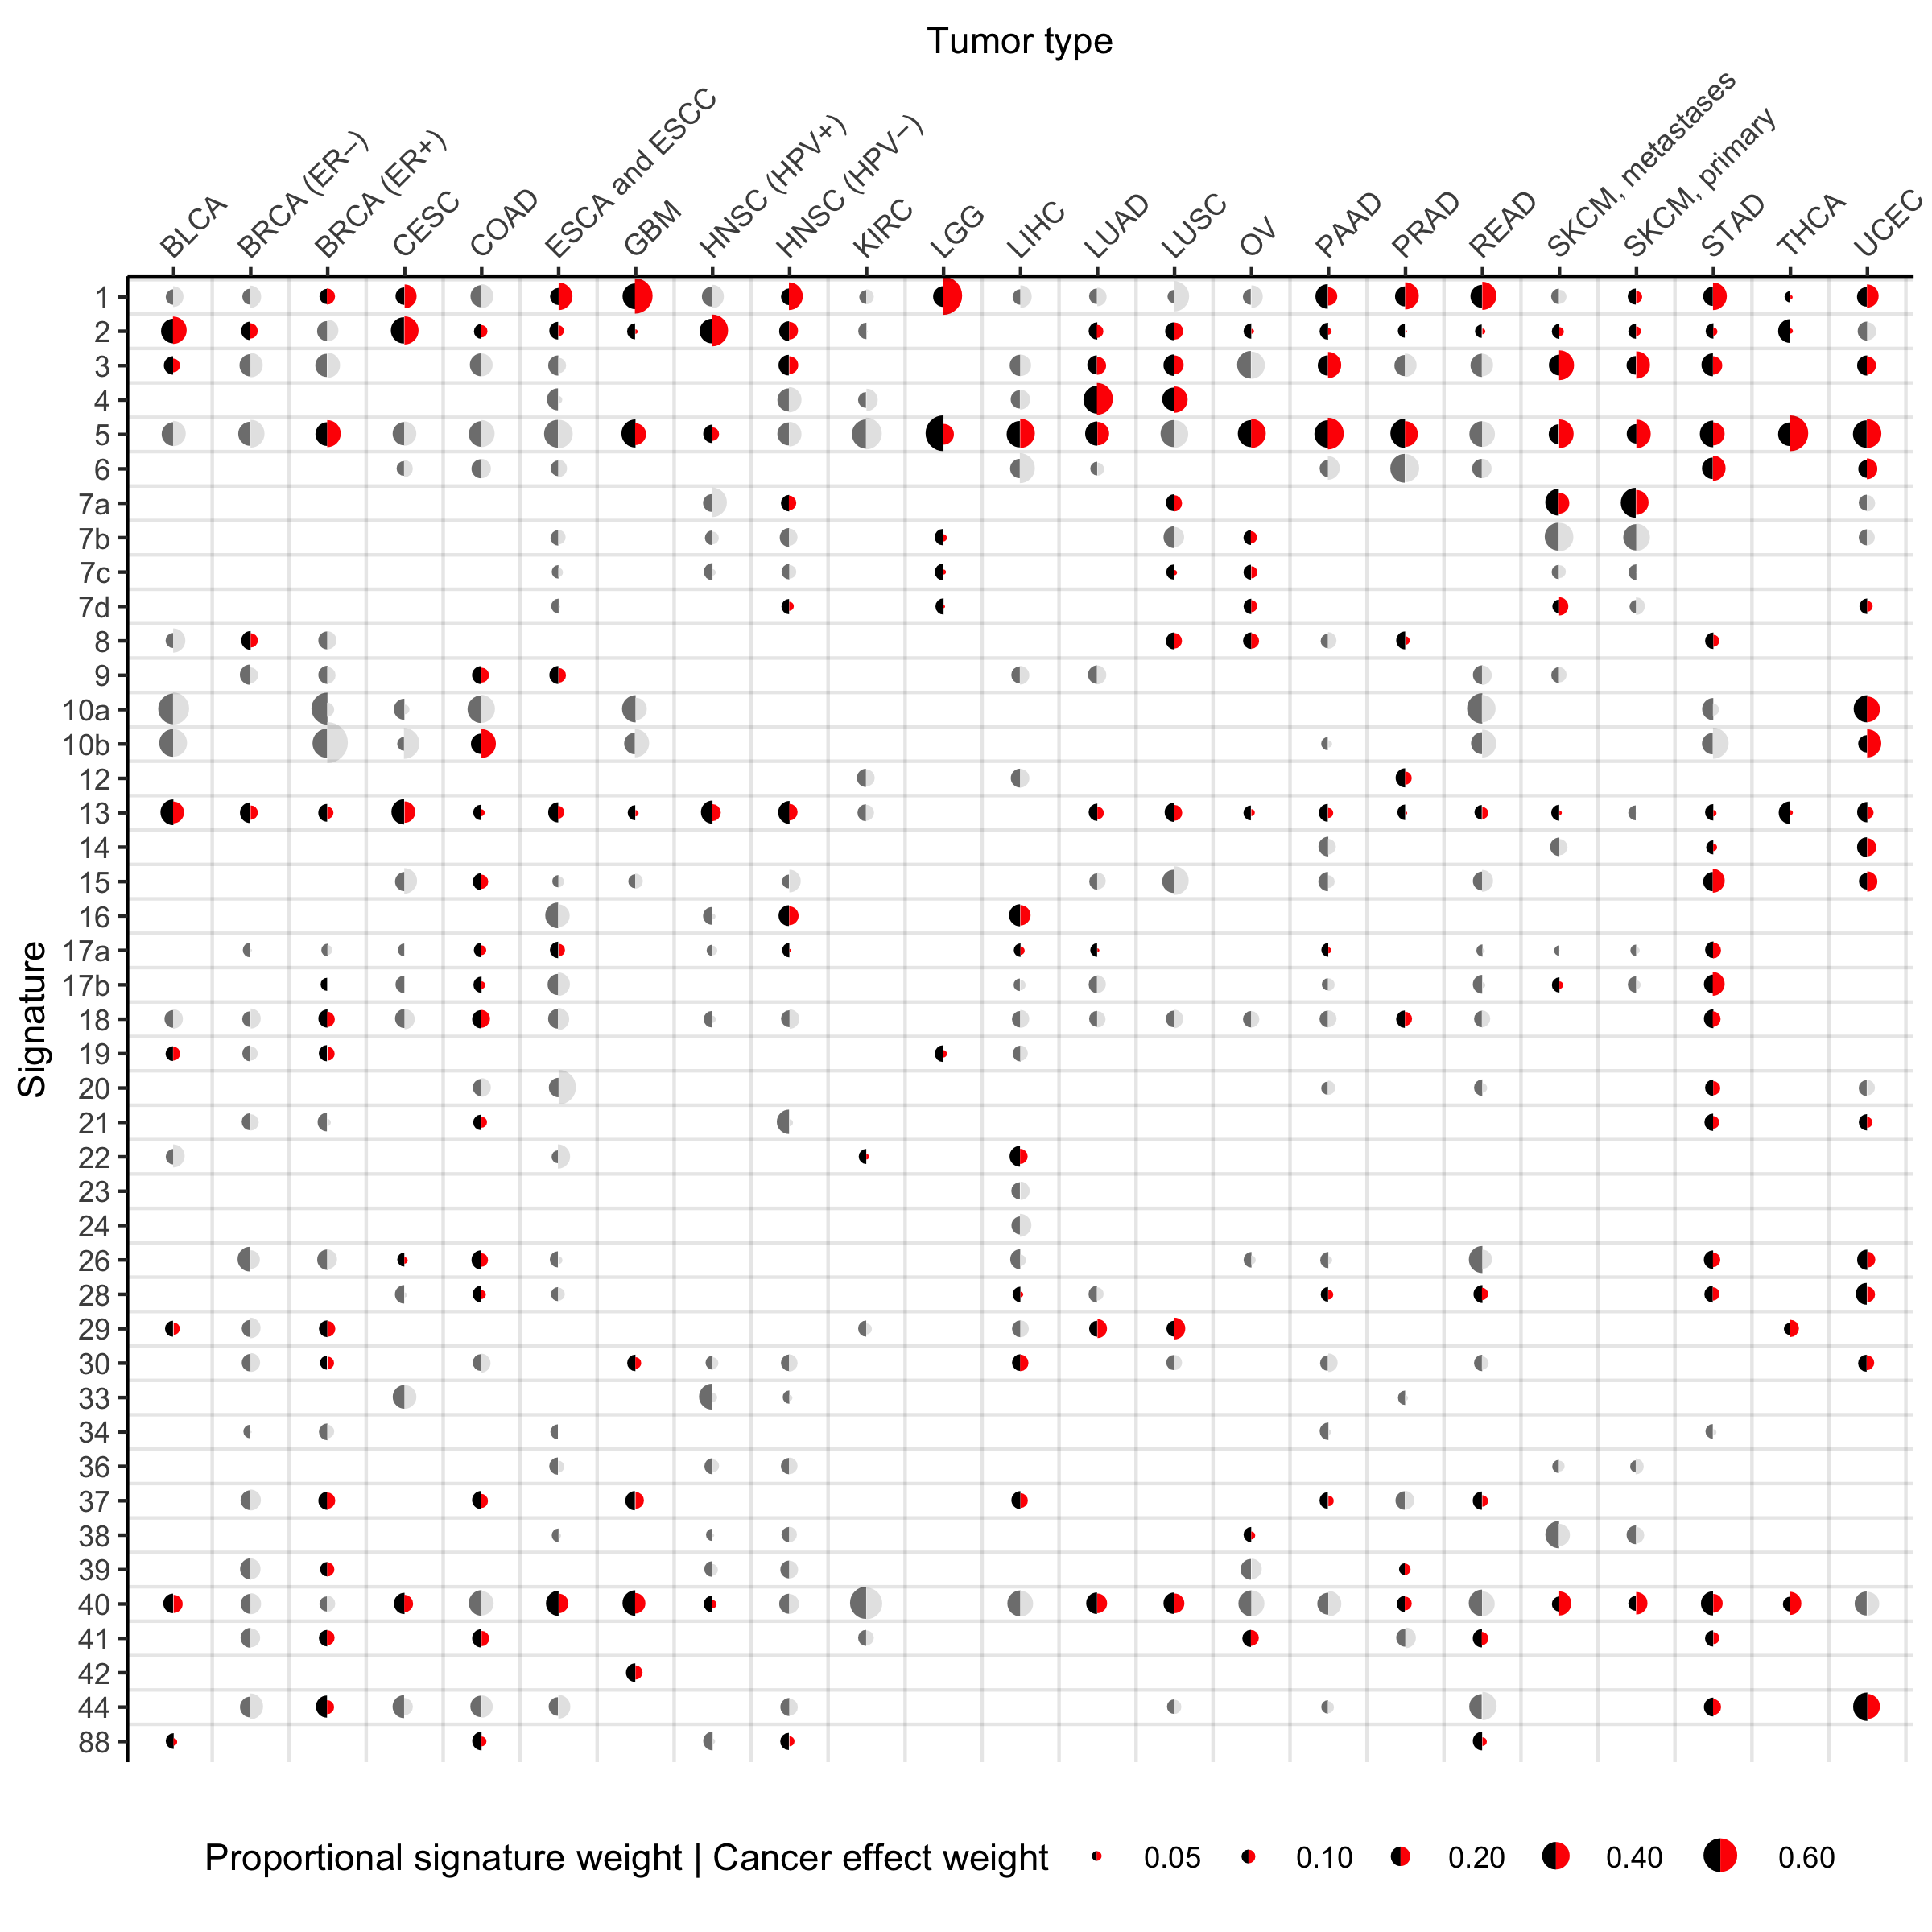 Tumor type
BLCA
BRCA (ER−)
BRCA (ER+)
CESC
COAD
ESCA and ESCC
GBM
HNSC (HPV+)
HNSC (HPV−)
KIRC
LGG
LIHC
LUAD
LUSC
OV
PAAD
PRAD
READ
SKCM, metastases
SKCM, primary
STAD
THCA
UCEC
Signature
1
2
3
4
5
6
7a
7b
7c
7d
8
9
10a
10b
12
13
14
15
16
17a
17b
18
19
20
21
22
23
24
26
28
29
30
33
34
36
37
38
39
40
41
42
44
88
Proportional signature weight | Cancer effect weight 0.05 0.10 0.20 0.40 0.60